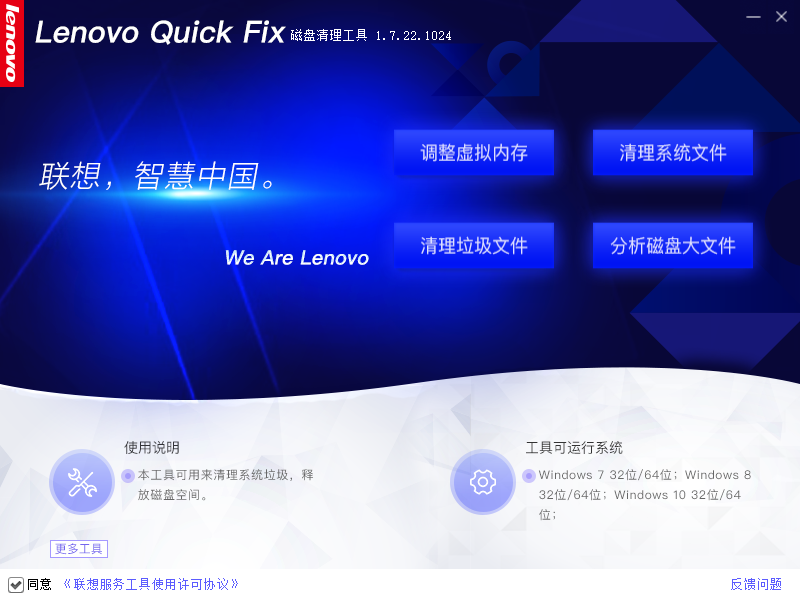 lenovo
Lenovo Quick Fix 磁盘清理工具 1.7.22.1024
联想，智慧中国。
We Are Lenovo
调整虚拟内存
清理系统文件
清理垃圾文件
分析磁盘大文件
使用说明
本工具可用来清理系统垃圾，释
放磁盘空间。
工具可运行系统
Windows 7 32位/64位；Windows 8
32位/64位；Windows 10 32位/64
位；
更多工具
同意 《联想服务工具使用许可协议》
反馈问题